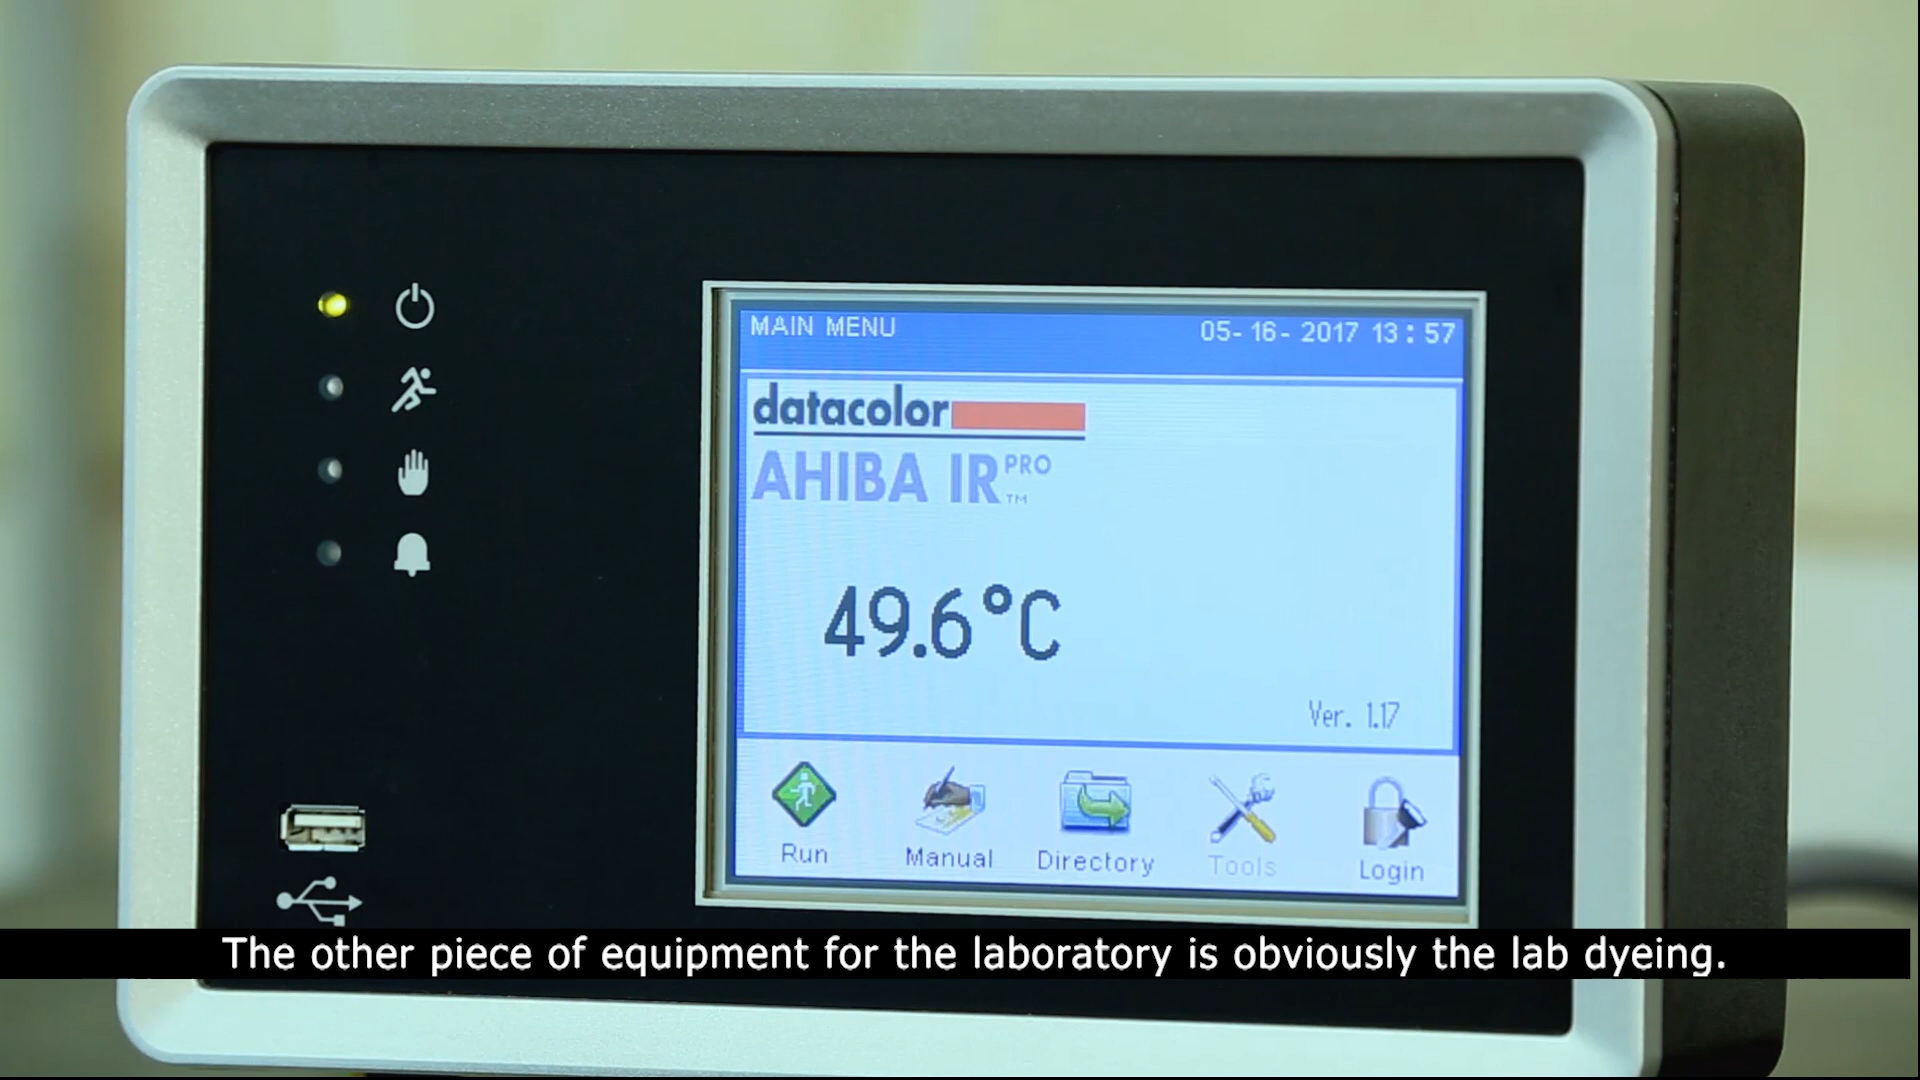 MAIN MENU 05-16-2017 13:57
datacolor
AHIBA IR PRO TM
49.6°C
Ver. 1.17
Run Manual Directory Tools Login
The other piece of equipment for the laboratory is obviously the lab dyeing.